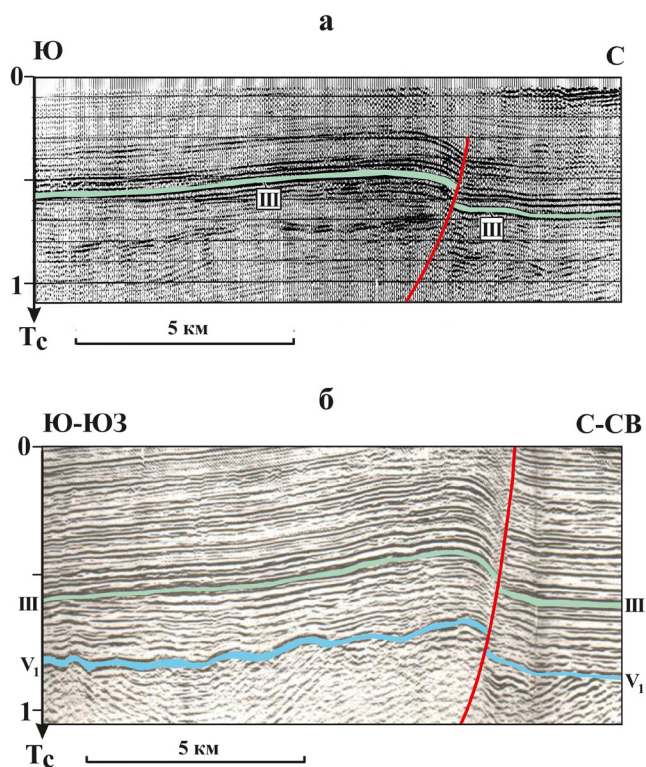 а
Ю С
0
III
III
1
Тс
5 км
б
Ю-ЮЗ С-СВ
0
III III
V₁ V₁
1
Тс
5 км